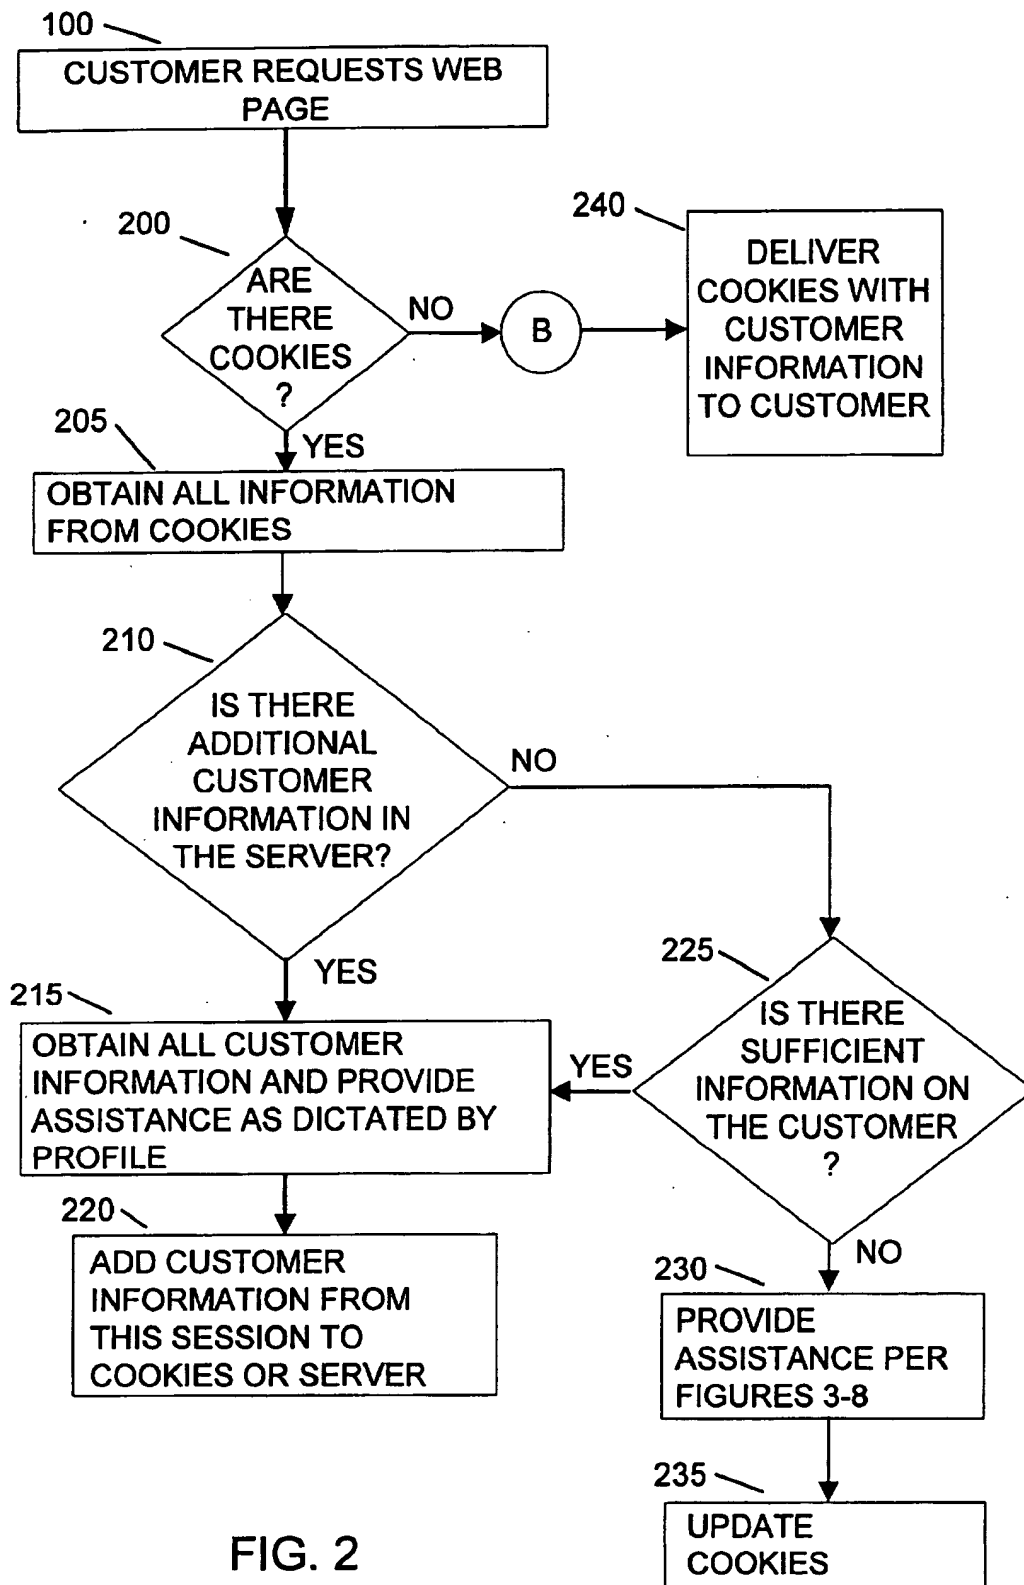 100
CUSTOMER REQUESTS WEB
PAGE
200
ARE
THERE
COOKIES
?
NO
B
240
DELIVER
COOKIES WITH
CUSTOMER
INFORMATION
TO CUSTOMER
YES
205
OBTAIN ALL INFORMATION
FROM COOKIES
210
IS THERE
ADDITIONAL
CUSTOMER
INFORMATION IN
THE SERVER?
NO
YES
215
OBTAIN ALL CUSTOMER
INFORMATION AND PROVIDE
ASSISTANCE AS DICTATED BY
PROFILE
225
IS THERE
SUFFICIENT
INFORMATION ON
THE CUSTOMER
?
YES
NO
220
ADD CUSTOMER
INFORMATION FROM
THIS SESSION TO
COOKIES OR SERVER
230
PROVIDE
ASSISTANCE PER
FIGURES 3-8
235
UPDATE
COOKIES
FIG. 2